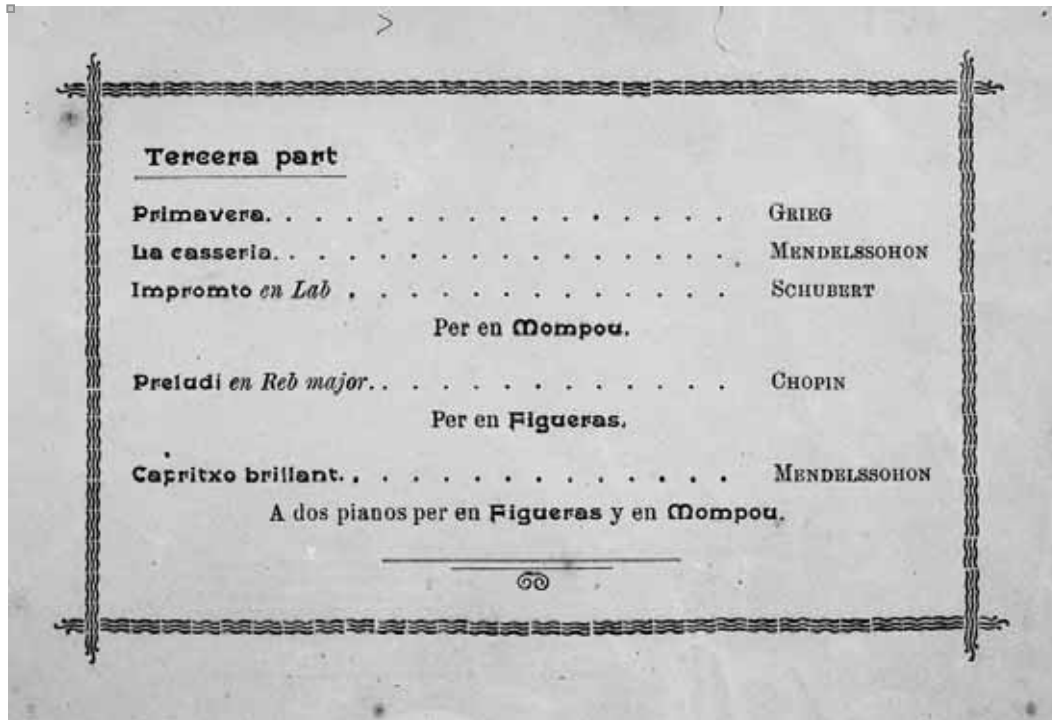 Tercera part
Primavera. . . . . . . . . . . . . . . . GRIEG
La casseria. . . . . . . . . . . . . . . . MENDELSSOHON
Impromto en Lab . . . . . . . . . . . . . SCHUBERT
Per en Mompou.
Preludi en Reb major. . . . . . . . . . . . . CHOPIN
Per en Figueras.
Capritxo brillant. . . . . . . . . . . . . . MENDELSSOHON
A dos pianos per en Figueras y en Mompou.